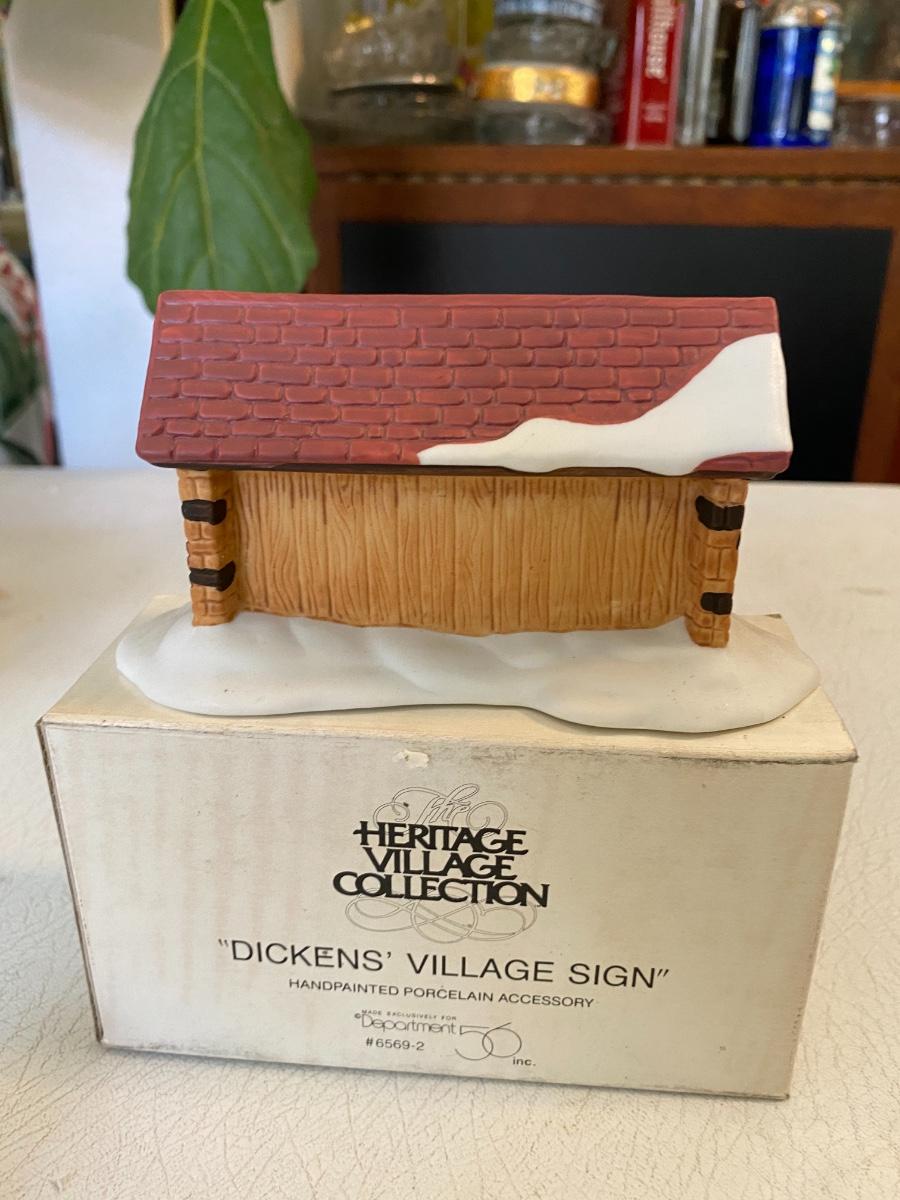 The
HERITAGE
VILLAGE
COLLECTION
"DICKENS' VILLAGE SIGN"
HANDPAINTED PORCELAIN ACCESSORY
MADE EXCLUSIVELY FOR
©Department 56
#6569-2
inc.